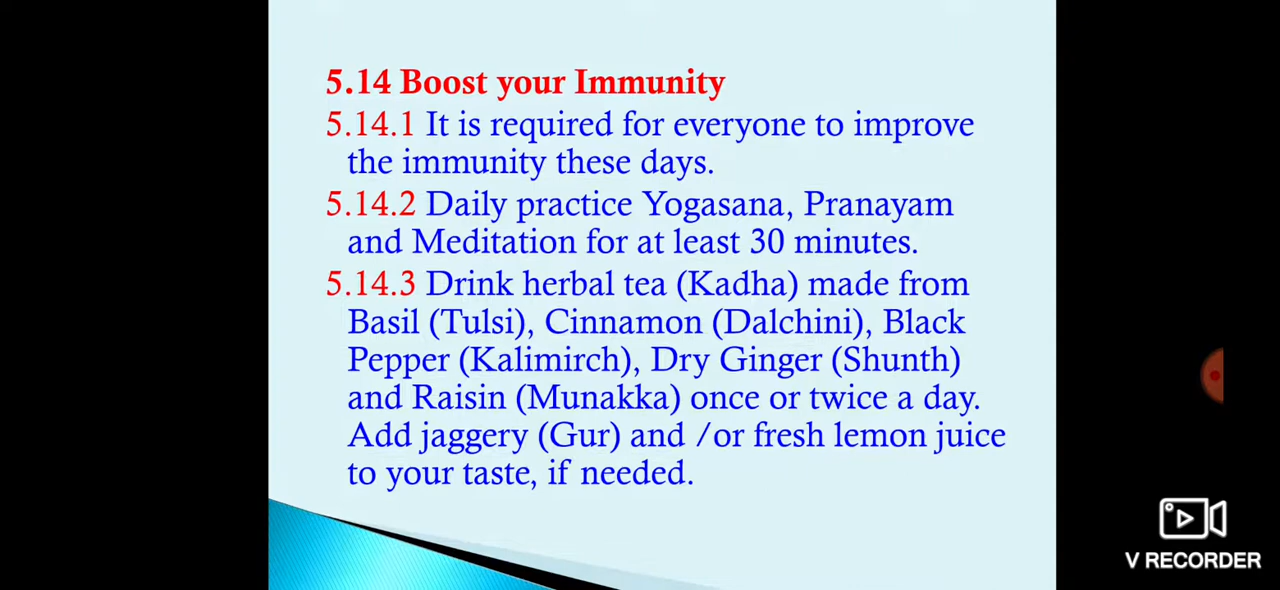 5.14 Boost your Immunity
5.14.1 It is required for everyone to improve
the immunity these days.
5.14.2 Daily practice Yogasana, Pranayam
and Meditation for at least 30 minutes.
5.14.3 Drink herbal tea (Kadha) made from
Basil (Tulsi), Cinnamon (Dalchini), Black
Pepper (Kalimirch), Dry Ginger (Shunth)
and Raisin (Munakka) once or twice a day.
Add jaggery (Gur) and /or fresh lemon juice
to your taste, if needed.
V RECORDER